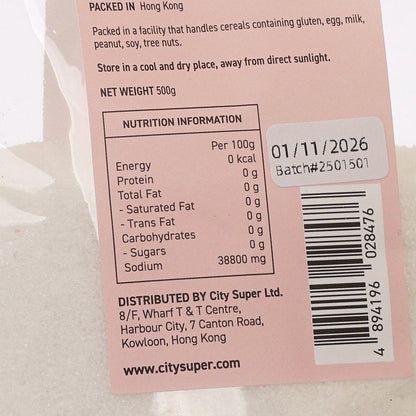 PACKED IN Hong Kong
Packed in a facility that handles cereals containing gluten, egg, milk,
peanut, soy, tree nuts.
Store in a cool and dry place, away from direct sunlight.
NET WEIGHT 500g
NUTRITION INFORMATION
Per 100g
Energy 0 kcal
Protein 0 g
Total Fat 0 g
- Saturated Fat 0 g
- Trans Fat 0 g
Carbohydrates 0 g
- Sugars 0 g
Sodium 38800 mg
01/11/2026
Batch#2501501
4 894196 028476
DISTRIBUTED BY City Super Ltd.
8/F, Wharf T & T Centre,
Harbour City, 7 Canton Road,
Kowloon, Hong Kong
www.citysuper.com